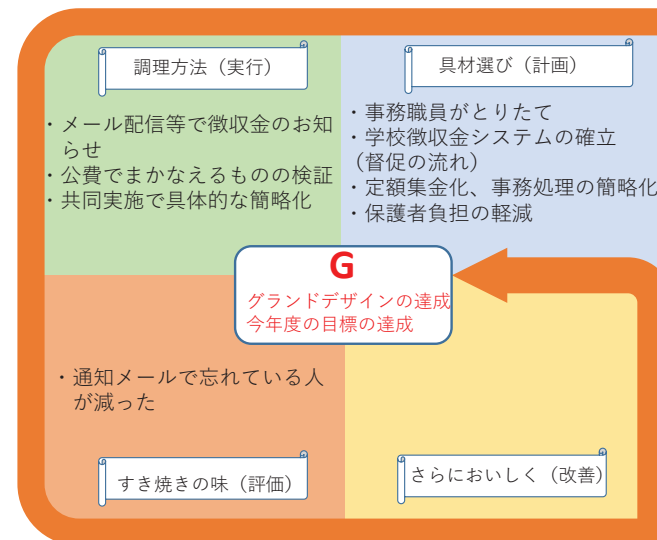 調理方法（実行）
・メール配信等で徴収金のお知
らせ
・公費でまかなえるものの検証
・共同実施で具体的な簡略化
具材選び（計画）
・事務職員がとりたて
・学校徴収金システムの確立
（督促の流れ）
・定額集金化、事務処理の簡略化
・保護者負担の軽減
G
グランドデザインの達成
今年度の目標の達成
・通知メールで忘れている人
が減った
すき焼きの味（評価）
さらにおいしく（改善）